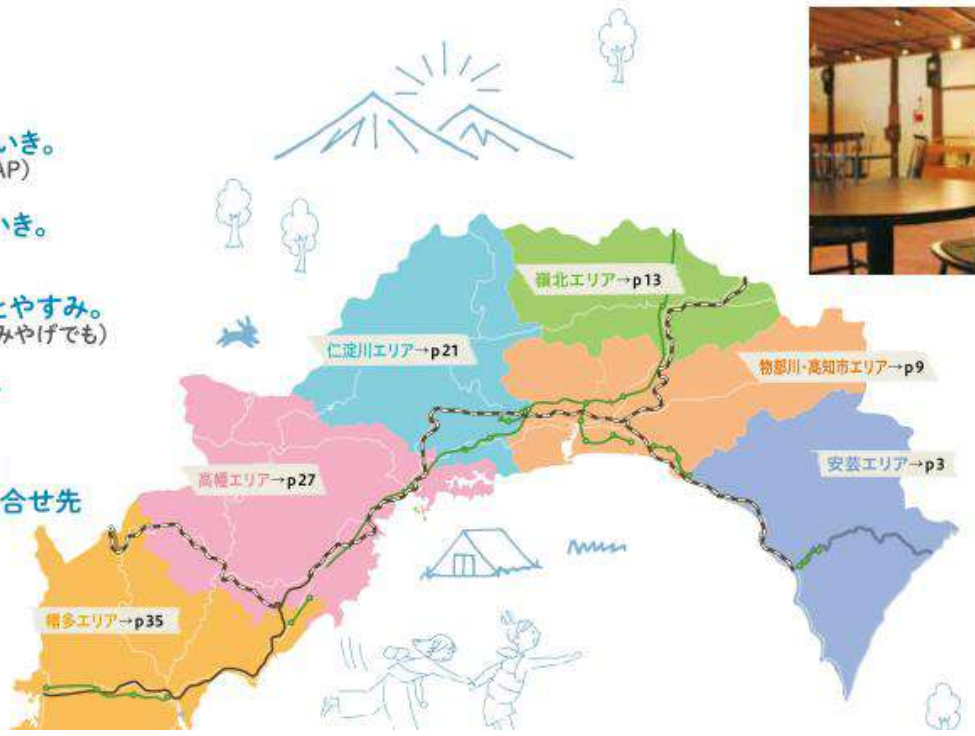 いき。
AP)
いき。
とやすみ。
みやげでも)
合せ先
嶺北エリア→p13
仁淀川エリア→p21
物部川・高知市エリア→p9
高幡エリア→p27
安芸エリア→p3
幡多エリア→p35